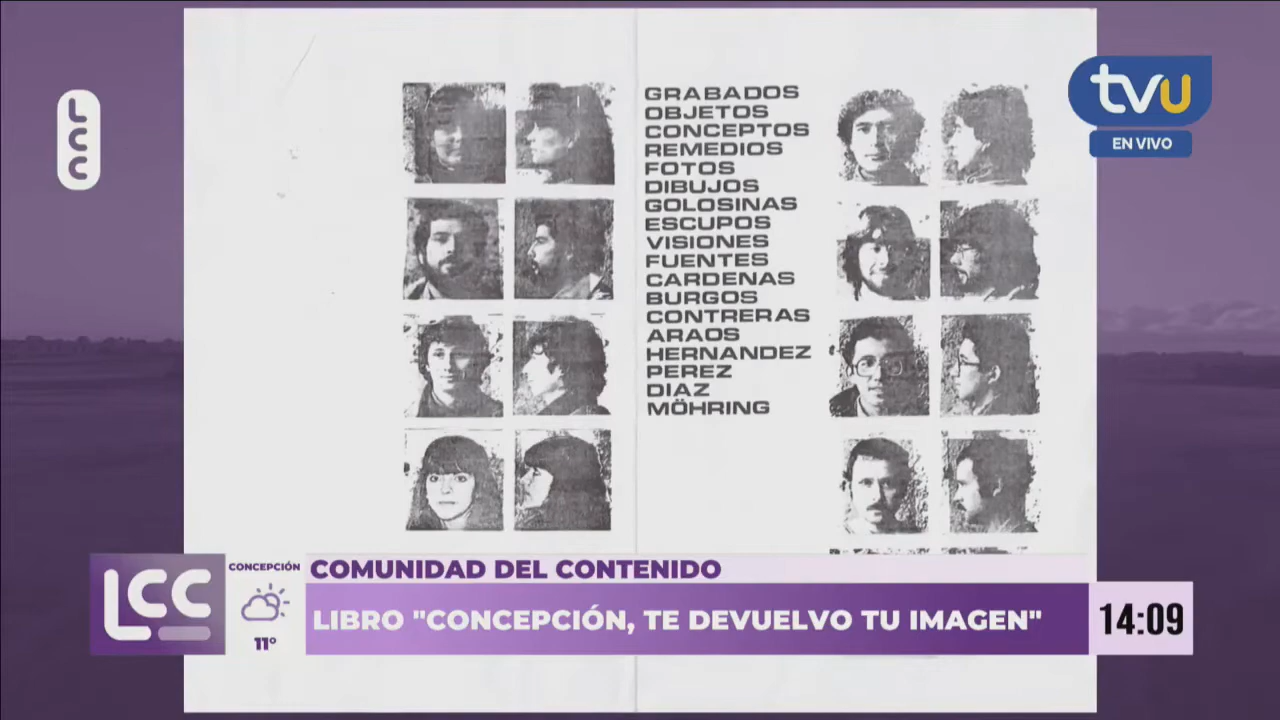 LCC
tvu
EN VIVO
GRABADOS
OBJETOS
CONCEPTOS
REMEDIOS
FOTOS
DIBUJOS
GOLOSINAS
ESCUPOS
VISIONES
FUENTES
CARDENAS
BURGOS
CONTRERAS
ARAOS
HERNANDEZ
PEREZ
DIAZ
MÖHRING
LCC
CONCEPCIÓN
11°
COMUNIDAD DEL CONTENIDO
LIBRO "CONCEPCIÓN, TE DEVUELVO TU IMAGEN"
14:09